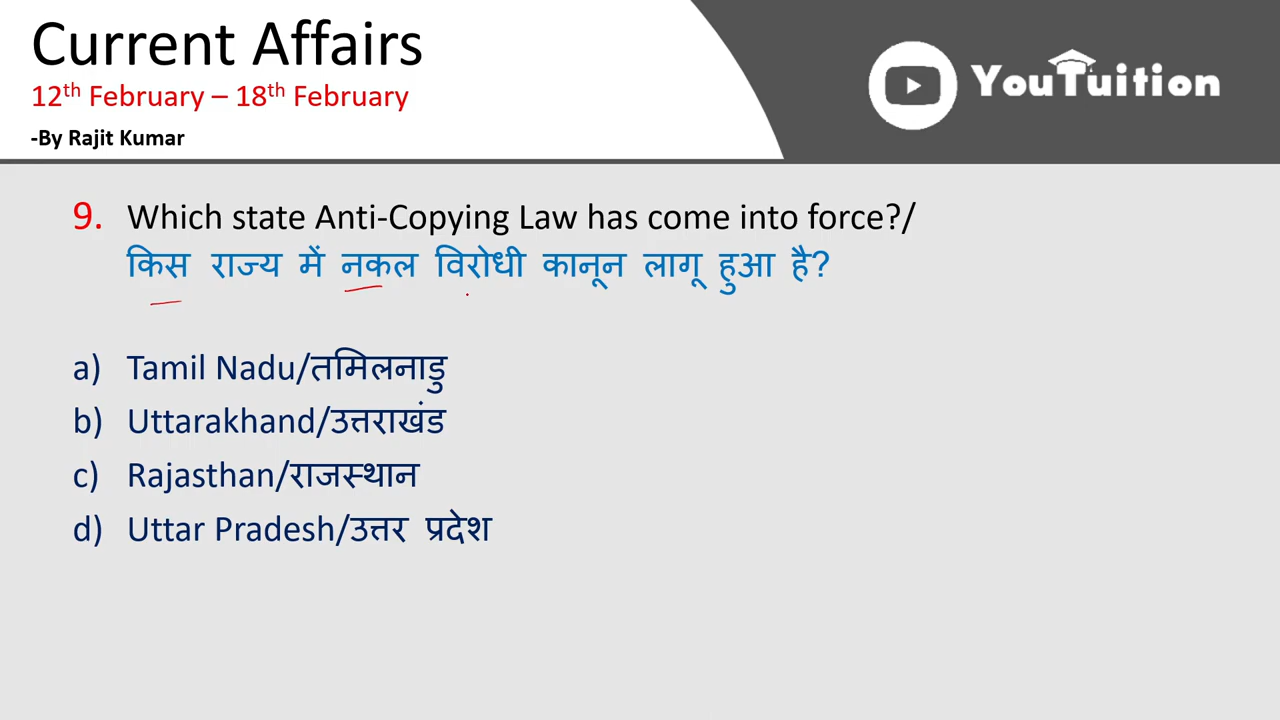 Current Affairs
12th February – 18th February
-By Rajit Kumar
YouTuition
9. Which state Anti-Copying Law has come into force?/
किस राज्य में नकल विरोधी कानून लागू हुआ है?
a) Tamil Nadu/तमिलनाडु
b) Uttarakhand/उत्तराखंड
c) Rajasthan/राजस्थान
d) Uttar Pradesh/उत्तर प्रदेश